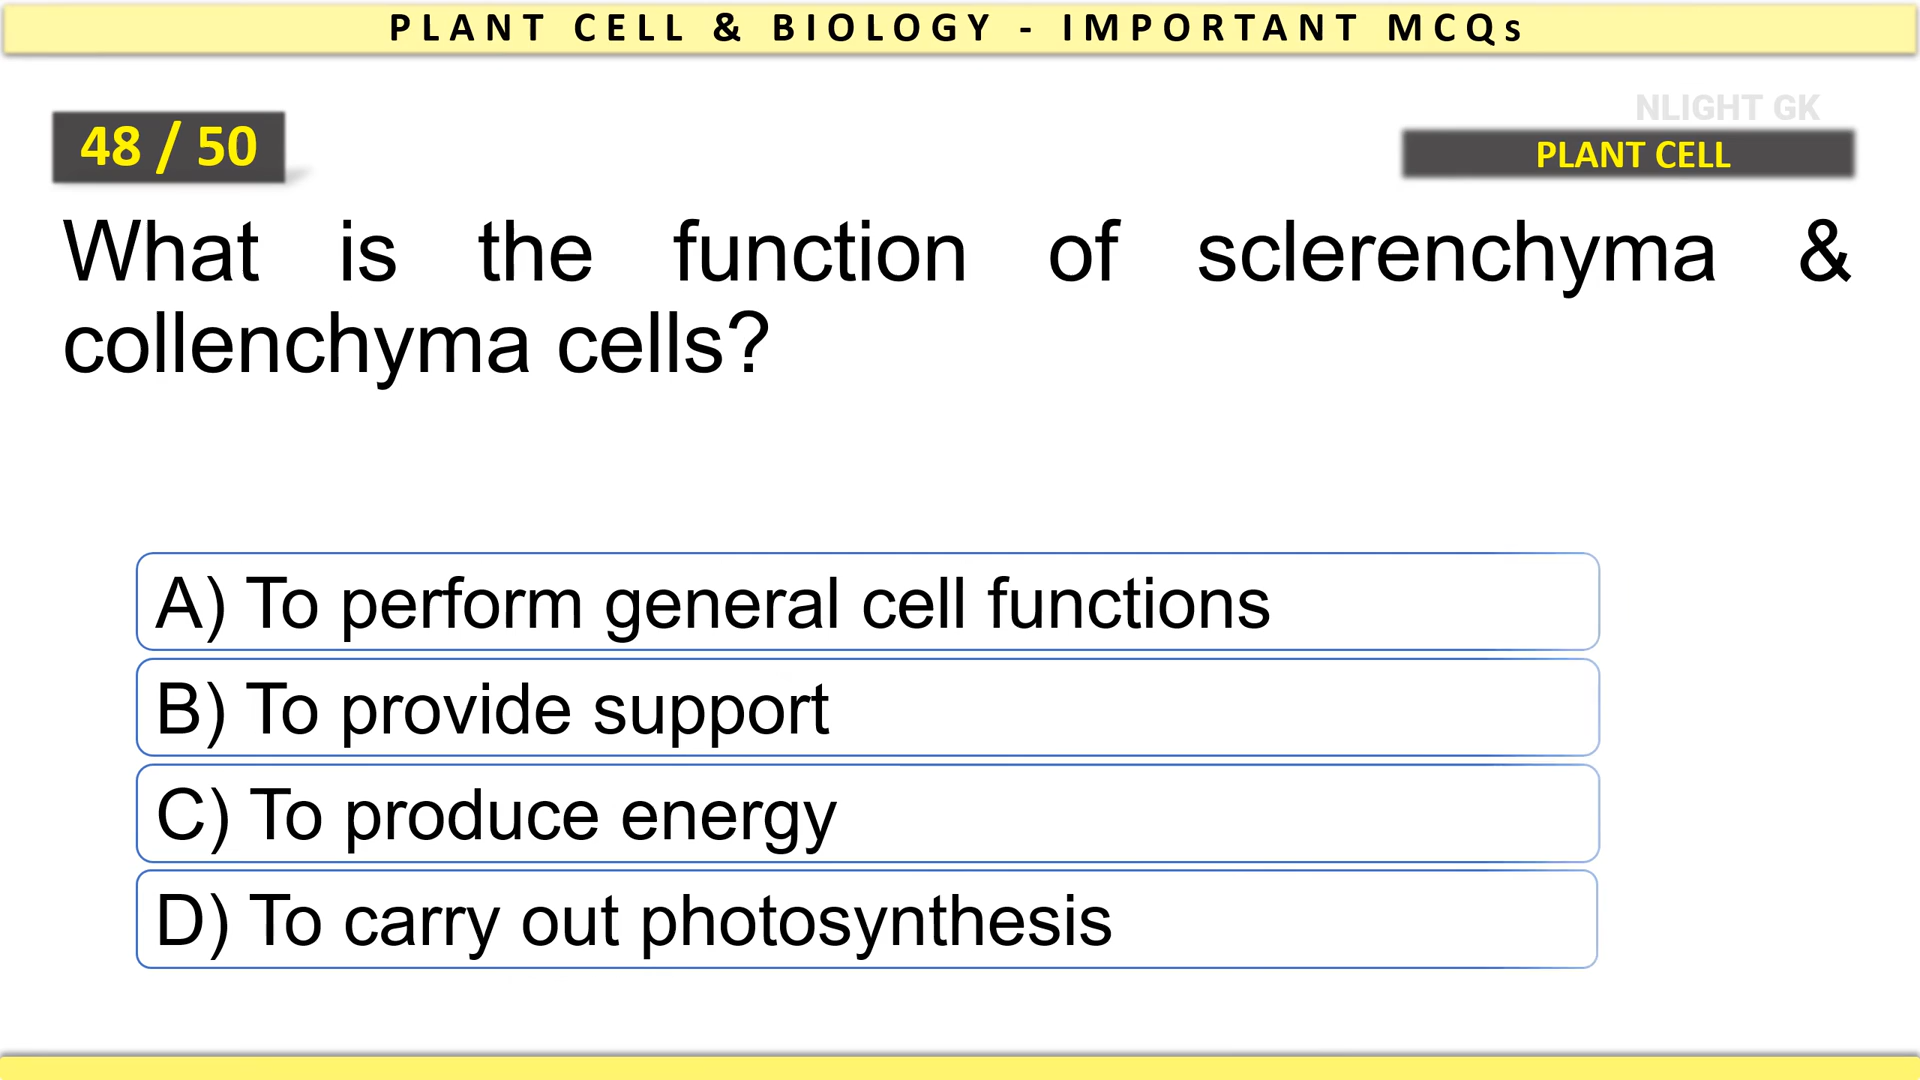 PLANT CELL & BIOLOGY - IMPORTANT MCQs
NLIGHT GK
48 / 50
PLANT CELL
What is the function of sclerenchyma &
collenchyma cells?
A) To perform general cell functions
B) To provide support
C) To produce energy
D) To carry out photosynthesis